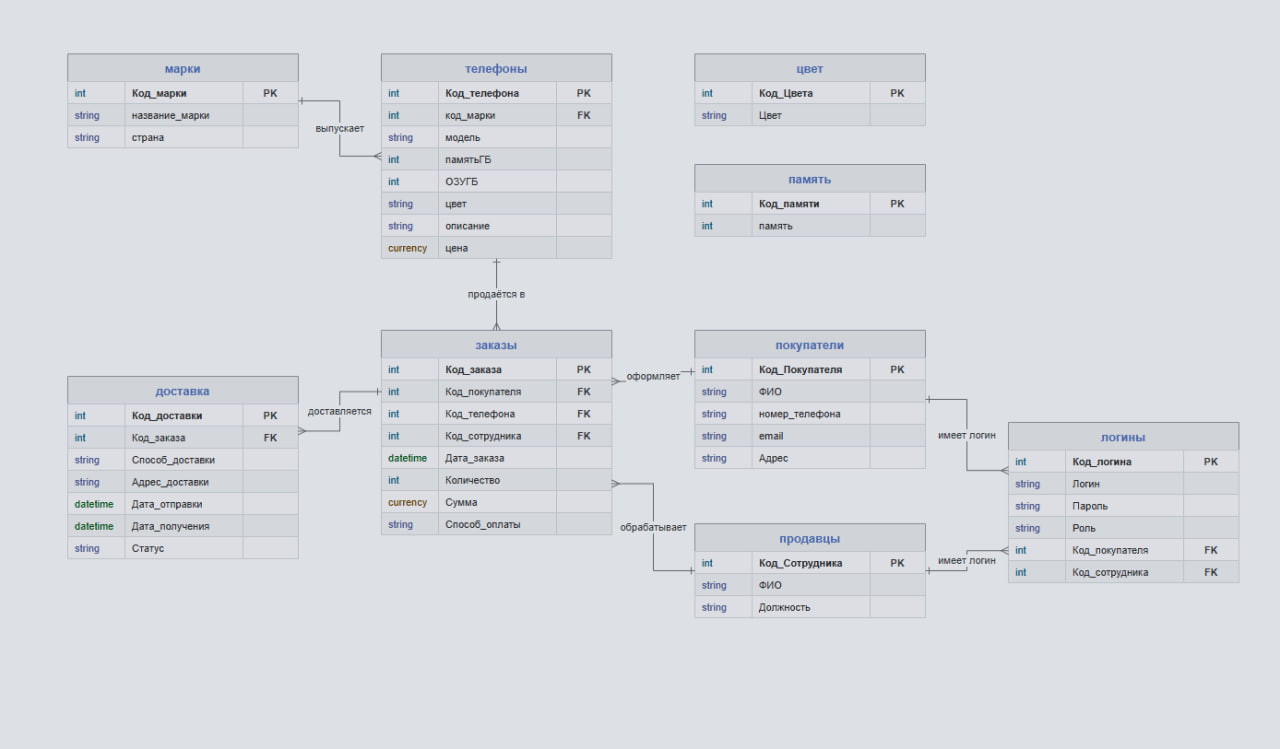 марки
int Код_марки PK
string название_марки
string страна
выпускает
телефоны
int Код_телефона PK
int код_марки FK
string модель
int памятьГБ
int ОЗУГБ
string цвет
string описание
currency цена
цвет
int Код_Цвета PK
string Цвет
память
int Код_памяти PK
int память
продаётся в
заказы
int Код_заказа PK
int Код_покупателя FK
int Код_телефона FK
int Код_сотрудника FK
datetime Дата_заказа
int Количество
currency Сумма
string Способ_оплаты
оформляет
покупатели
int Код_Покупателя PK
string ФИО
string номер_телефона
string email
string Адрес
доставка
int Код_доставки PK
int Код_заказа FK
string Способ_доставки
string Адрес_доставки
datetime Дата_отправки
datetime Дата_получения
string Статус
доставляется
имеет логин
логины
int Код_логина PK
string Логин
string Пароль
string Роль
int Код_покупателя FK
int Код_сотрудника FK
обрабатывает
продавцы
int Код_Сотрудника PK
string ФИО
string Должность
имеет логин